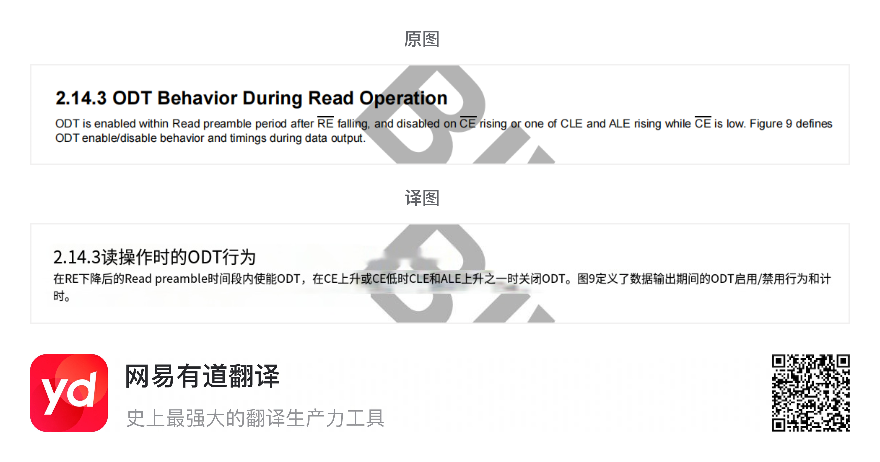 原图
2.14.3 ODT Behavior During Read Operation
ODT is enabled within Read preamble period after R̅E̅ falling, and disabled on C̅E̅ rising or one of CLE and ALE rising while C̅E̅ is low. Figure 9 defines
ODT enable/disable behavior and timings during data output.
译图
2.14.3读操作时的ODT行为
在RE下降后的Read preamble时间段内使能ODT，在CE上升或CE低时CLE和ALE上升之一时关闭ODT。图9定义了数据输出期间的ODT启用/禁用行为和计
时。
yd
网易有道翻译
史上最强大的翻译生产力工具